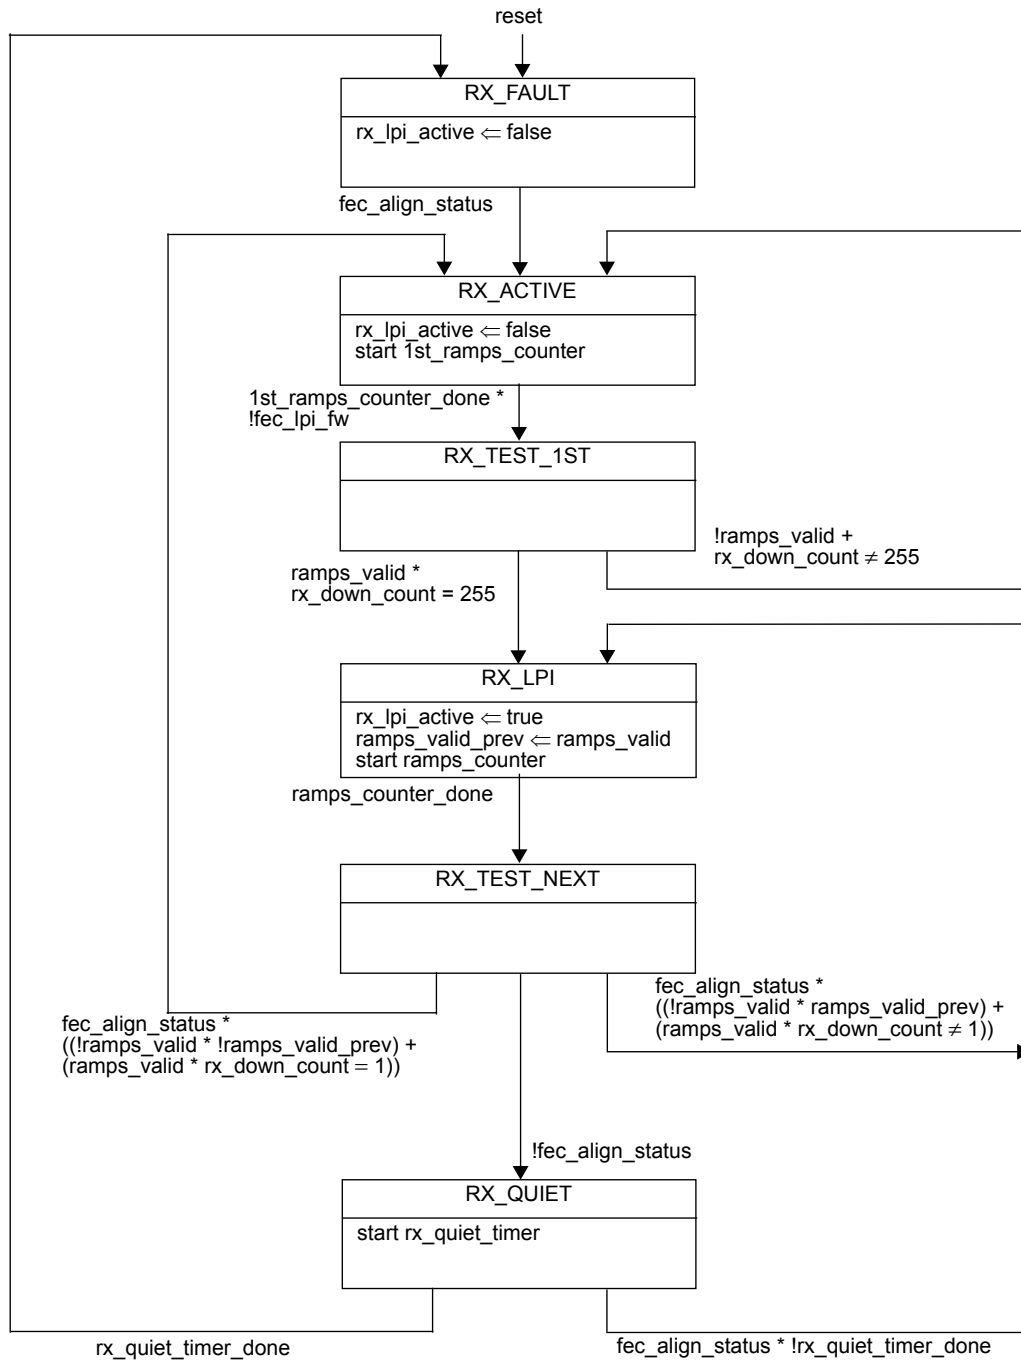 reset
RX_FAULT
rx_lpi_active ⇐ false
fec_align_status
RX_ACTIVE
rx_lpi_active ⇐ false
start 1st_ramps_counter
1st_ramps_counter_done *
!fec_lpi_fw
RX_TEST_1ST
!ramps_valid +
rx_down_count ≠ 255
ramps_valid *
rx_down_count = 255
RX_LPI
rx_lpi_active ⇐ true
ramps_valid_prev ⇐ ramps_valid
start ramps_counter
ramps_counter_done
RX_TEST_NEXT
fec_align_status *
((!ramps_valid * ramps_valid_prev) +
(ramps_valid * rx_down_count ≠ 1))
fec_align_status *
((!ramps_valid * !ramps_valid_prev) +
(ramps_valid * rx_down_count = 1))
!fec_align_status
RX_QUIET
start rx_quiet_timer
rx_quiet_timer_done
fec_align_status * !rx_quiet_timer_done